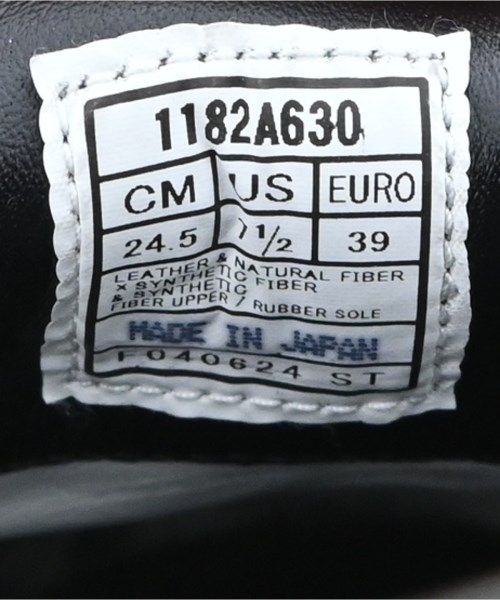 1182A630
CM US EURO
24.5 1/2 39
LEATHER & NATURAL FIBER
× SYNTHETIC FIBER
& SYNTHETIC
FIBER UPPER / RUBBER SOLE
MADE IN JAPAN
F040624 ST